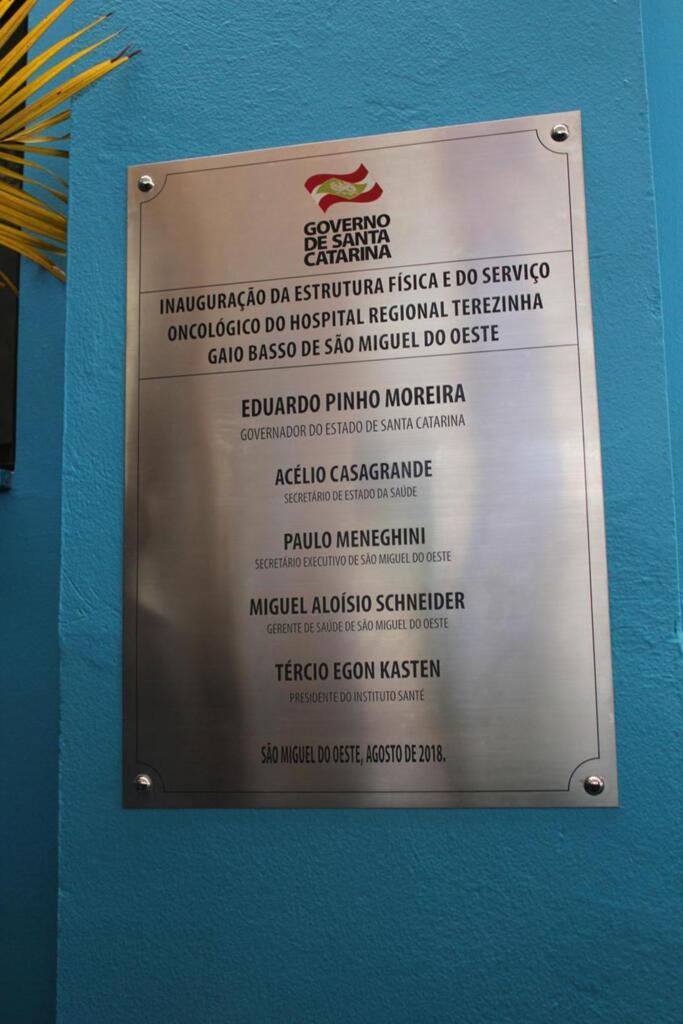 GOVERNO
DE SANTA
CATARINA
INAUGURAÇÃO DA ESTRUTURA FÍSICA E DO SERVIÇO
ONCOLÓGICO DO HOSPITAL REGIONAL TEREZINHA
GAIO BASSO DE SÃO MIGUEL DO OESTE
EDUARDO PINHO MOREIRA
GOVERNADOR DO ESTADO DE SANTA CATARINA
ACÉLIO CASAGRANDE
SECRETÁRIO DE ESTADO DA SAÚDE
PAULO MENEGHINI
SECRETÁRIO EXECUTIVO DE SÃO MIGUEL DO OESTE
MIGUEL ALOÍSIO SCHNEIDER
GERENTE DE SAÚDE DE SÃO MIGUEL DO OESTE
TÉRCIO EGON KASTEN
PRESIDENTE DO INSTITUTO SANTÉ
SÃO MIGUEL DO OESTE, AGOSTO DE 2018.